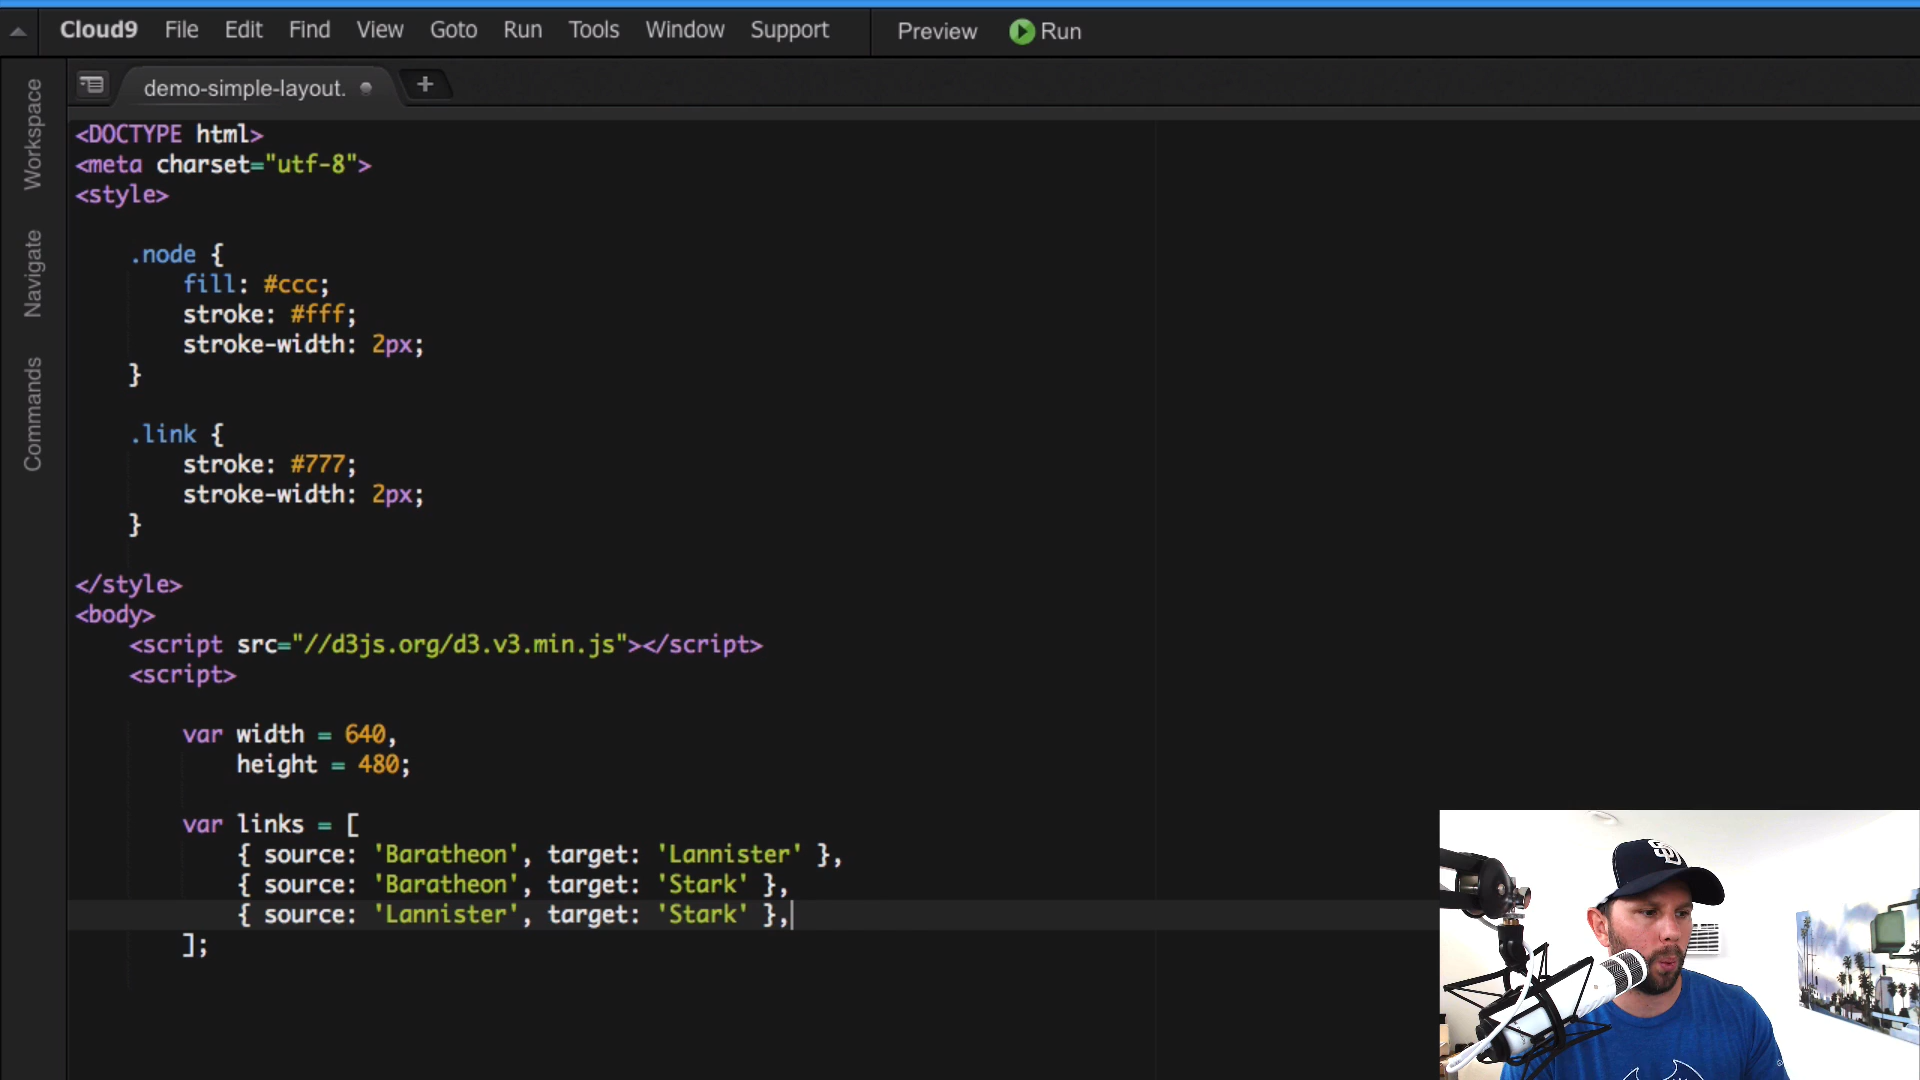 Cloud9 File Edit Find View Goto Run Tools Window Support Preview Run
demo-simple-layout. +
Workspace
Navigate
Commands
<DOCTYPE html>
<meta charset="utf-8">
<style>
.node {
fill: #ccc;
stroke: #fff;
stroke-width: 2px;
}
.link {
stroke: #777;
stroke-width: 2px;
}
</style>
<body>
<script src="//d3js.org/d3.v3.min.js"></script>
<script>
var width = 640,
height = 480;
var links = [
{ source: 'Baratheon', target: 'Lannister' },
{ source: 'Baratheon', target: 'Stark' },
{ source: 'Lannister', target: 'Stark' },
];
SD